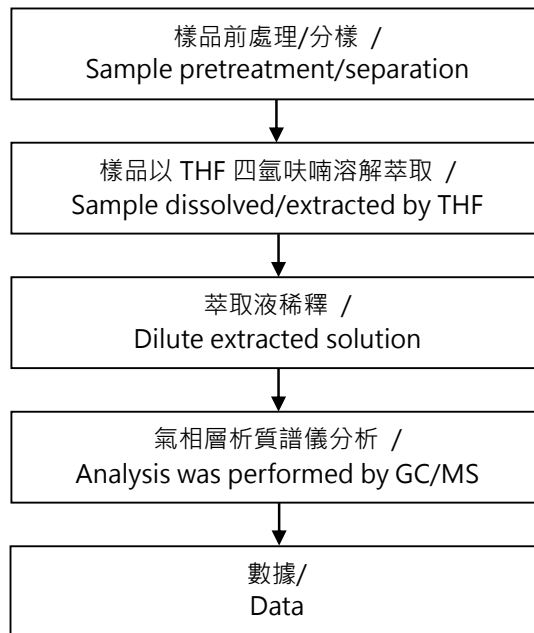 樣品前處理/分樣 /
Sample pretreatment/separation
樣品以 THF 四氫呋喃溶解萃取 /
Sample dissolved/extracted by THF
萃取液稀釋 /
Dilute extracted solution
氣相層析質譜儀分析 /
Analysis was performed by GC/MS
數據/
Data